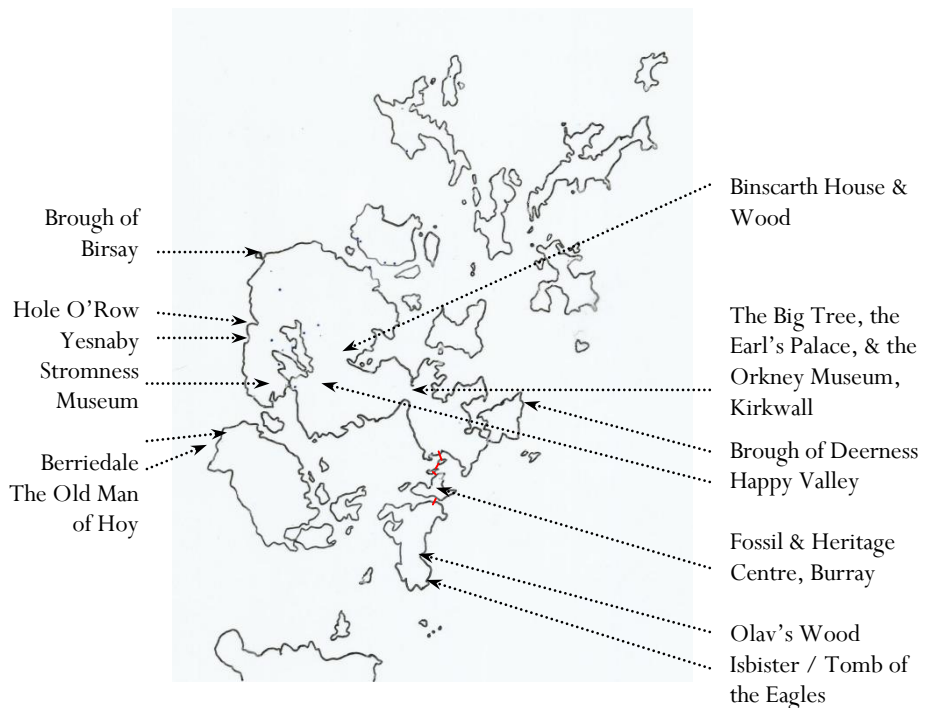 Brough of
Birsay
Hole O’Row
Yesnaby
Stromness
Museum
Berriedale
The Old Man
of Hoy
Binscarth House &
Wood
The Big Tree, the
Earl’s Palace, & the
Orkney Museum,
Kirkwall
Brough of Deerness
Happy Valley
Fossil & Heritage
Centre, Burray
Olav’s Wood
Isbister / Tomb of
the Eagles